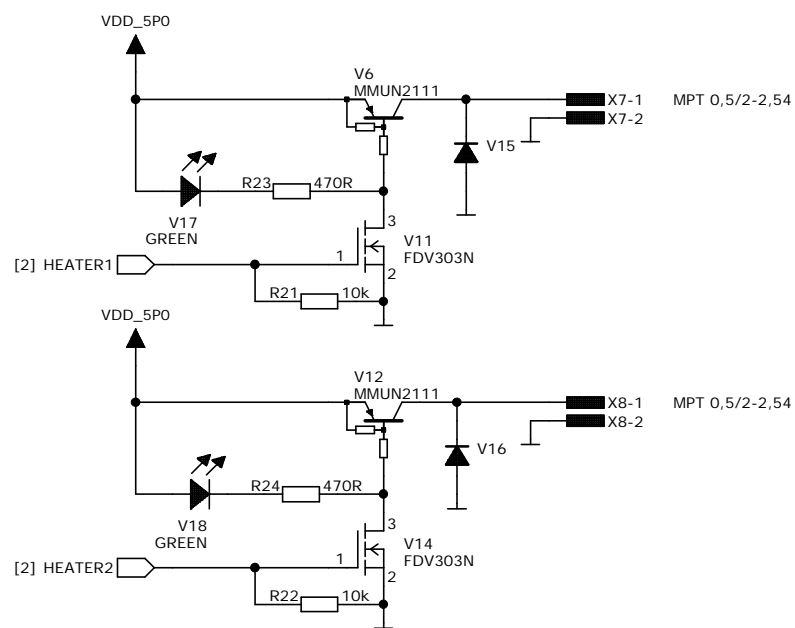 VDD_5P0
V6
MMUN2111
X7-1 MPT 0,5/2-2,54
X7-2
V15
R23 470R
V17
GREEN
3
V11
FDV303N
1
2
[2] HEATER1
R21 10k
VDD_5P0
V12
MMUN2111
X8-1 MPT 0,5/2-2,54
X8-2
V16
R24 470R
V18
GREEN
3
V14
FDV303N
1
2
[2] HEATER2
R22 10k